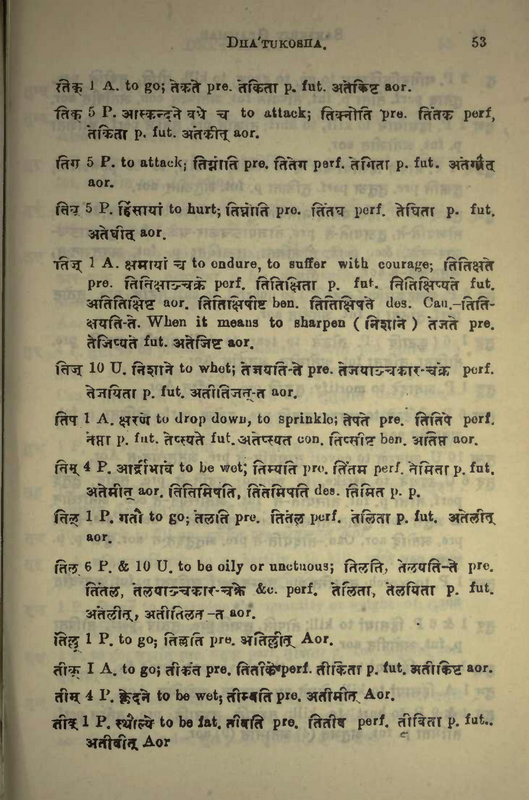 DHA'TUKOSHA. 53
तिक् 1 A. to go; तेकते pre. तेकिता p. fut. अतेकिष्ट aor.
तिक् 5 P. आस्कन्दने वधे च to attack; तिक्नोति pre. तितेक perf,
तेकिता p. fut. अतेकीत् aor.
तिग 5 P. to attack; तिग्नोति pre. तितेग perf. तेगिता p. fut. अतेगीत्
aor.
तिघ् 5 P. हिंसायां to hurt; तिघ्नोति pre. तितेघ perf. तेघिता p. fut.
अतेघीत् aor.
तिज् 1 A. क्षमायां च to endure, to suffer with courage; तितिक्षते
pre. तितिक्षाञ्चक्रे perf. तितिक्षिता p. fut. तितिक्षिष्यते fut.
अतितिक्षिष्ट aor. तितिक्षिषीष्ट ben. तितिक्षिषते des. Cau.-तिति-
क्षयति-ते. When it means to sharpen ( निशाने ) तेजते pre.
तेजिष्यते fut. अतेजिष्ट aor.
तिज् 10 U. निशाने to whet; तेजयति-ते pre. तेजयाञ्चकार-चक्रे perf.
तेजयिता p. fut. अतीतिजत्-त aor.
तिप 1 A. क्षरणे to drop down, to sprinkle; तेपते pre. तितिपे perf.
तेप्ता p. fut. तेप्स्यते fut. अतेप्स्यत con. तिप्सीष्ट ben. अतिप्त aor.
तिम् 4 P. आर्द्रीभावे to be wet; तिम्यति pre. तितेम perf. तेमिता p. fut.
अतेमीत् aor. तितिमिषति, तितेमिषति des. तिमित p. p.
तिल् 1 P. गतौ to go; तेलति pre. तितेल perf. तेलिता p. fut. अतेलीत्
aor.
तिल् 6 P. & 10 U. to be oily or unctuous; तिलति, तेलयति-ते pre.
तितेल, तेलयाञ्चकार-चक्रे &c. perf. तेलिता, तेलयिता p. fut.
अतेलीत्, अतीतिलत्-त aor.
तिल्ल् 1 P. to go; तिल्लति pre. अतिल्लीत् Aor.
तीक् I A. to go; तीकते pre. तितीके perf. तीकिता p. fut. अतीकिष्ट aor.
तीम् 4 P. क्लेदने to be wet; तीम्यति pre. अतीमीत् Aor.
तीव् 1 P. स्थौल्ये to be fat. तीवति pre. तितीव perf. तीविता p. fut..
अतीवीत् Aor